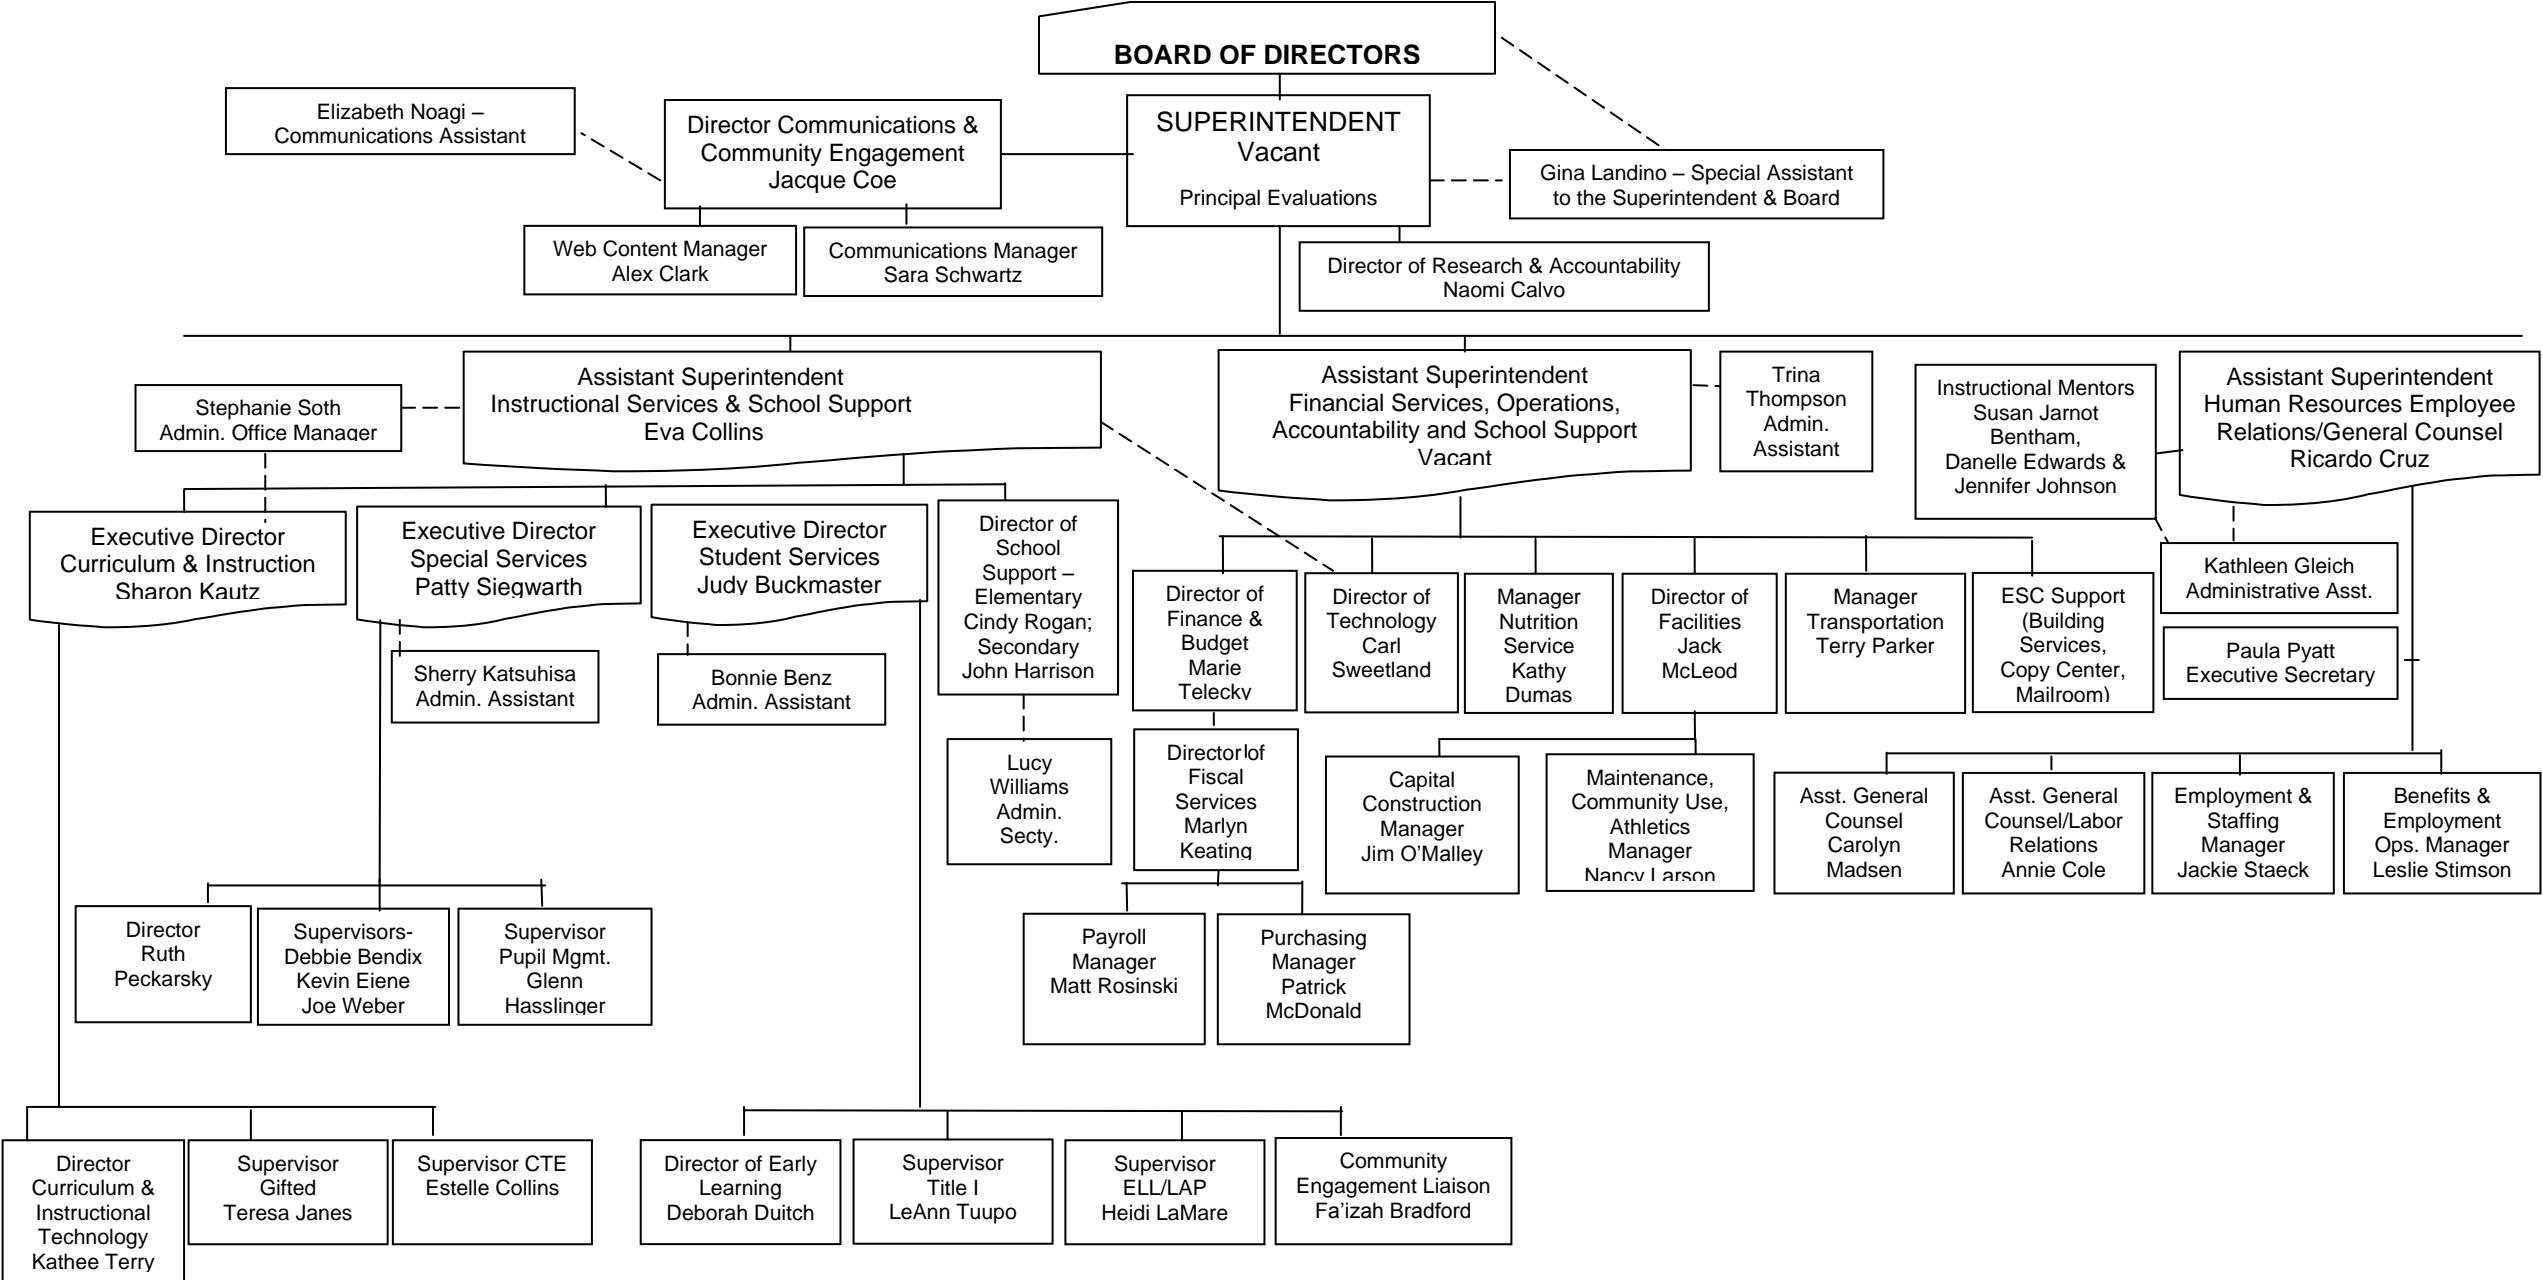 BOARD OF DIRECTORS
Elizabeth Noagi –
Communications Assistant
Director Communications &
Community Engagement
Jacque Coe
SUPERINTENDENT
Vacant
Principal Evaluations
Gina Landino – Special Assistant
to the Superintendent & Board
Web Content Manager
Alex Clark
Communications Manager
Sara Schwartz
Director of Research & Accountability
Naomi Calvo
Stephanie Soth
Admin. Office Manager
Assistant Superintendent
Instructional Services & School Support
Eva Collins
Assistant Superintendent
Financial Services, Operations,
Accountability and School Support
Vacant
Trina
Thompson
Admin.
Assistant
Instructional Mentors
Susan Jarnot
Bentham,
Danelle Edwards &
Jennifer Johnson
Assistant Superintendent
Human Resources Employee
Relations/General Counsel
Ricardo Cruz
Executive Director
Curriculum & Instruction
Sharon Kautz
Executive Director
Special Services
Patty Siegwarth
Executive Director
Student Services
Judy Buckmaster
Director of
School
Support –
Elementary
Cindy Rogan;
Secondary
John Harrison
Director of
Finance &
Budget
Marie
Telecky
Director of
Technology
Carl
Sweetland
Manager
Nutrition
Service
Kathy
Dumas
Director of
Facilities
Jack
McLeod
Manager
Transportation
Terry Parker
ESC Support
(Building
Services,
Copy Center,
Mailroom)
Kathleen Gleich
Administrative Asst.
Paula Pyatt
Executive Secretary
Sherry Katsuhisa
Admin. Assistant
Bonnie Benz
Admin. Assistant
Lucy
Williams
Admin.
Secty.
Director of
Fiscal
Services
Marlyn
Keating
Capital
Construction
Manager
Jim O’Malley
Maintenance,
Community Use,
Athletics
Manager
Nancy Larson
Asst. General
Counsel
Carolyn
Madsen
Asst. General
Counsel/Labor
Relations
Annie Cole
Employment &
Staffing
Manager
Jackie Staeck
Benefits &
Employment
Ops. Manager
Leslie Stimson
Director
Ruth
Peckarsky
Supervisors-
Debbie Bendix
Kevin Eiene
Joe Weber
Supervisor
Pupil Mgmt.
Glenn
Hasslinger
Payroll
Manager
Matt Rosinski
Purchasing
Manager
Patrick
McDonald
Director
Curriculum &
Instructional
Technology
Kathee Terry
Supervisor
Gifted
Teresa Janes
Supervisor CTE
Estelle Collins
Director of Early
Learning
Deborah Duitch
Supervisor
Title I
LeAnn Tuupo
Supervisor
ELL/LAP
Heidi LaMare
Community
Engagement Liaison
Fa’izah Bradford